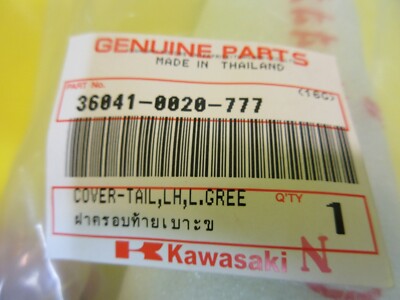 GENUINE PARTS
MADE IN THAILAND
PART No.
36041-0020-777
(S6G)
COVER-TAIL,LH,L.GREE
Q'TY
1
ฝาครอบท้ายเบาะข
Kawasaki N